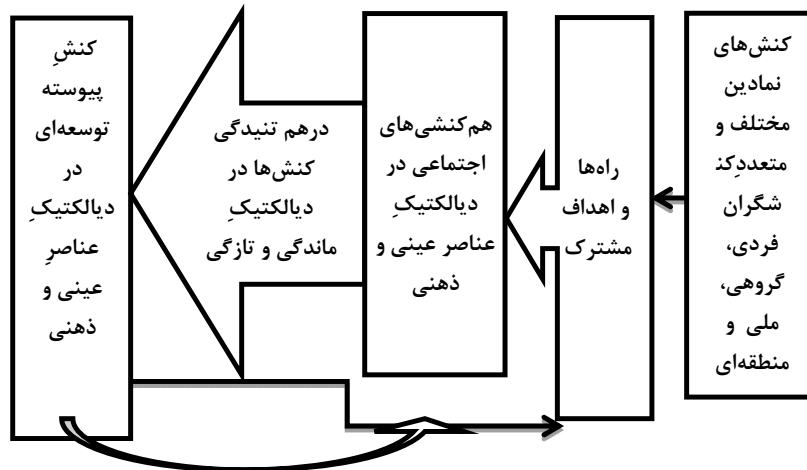 کنش‌های
نمادین
مختلف و
متعددِکن
شگران
فردی،
گروهی،
ملی و
منطقه‌ای
راه‌ها
و اهداف
مشترک
هم‌کنشی‌های
اجتماعی در
دیالکتیکِ
عناصر عینی و
ذهنی
درهم تنیدگی
کنش‌ها در
دیالکتیکِ
ماندگی و تازگی
کنشِ
پیوسته
توسعه‌ای
در
دیالکتیکِ
عناصرِ
عینی و
ذهنی